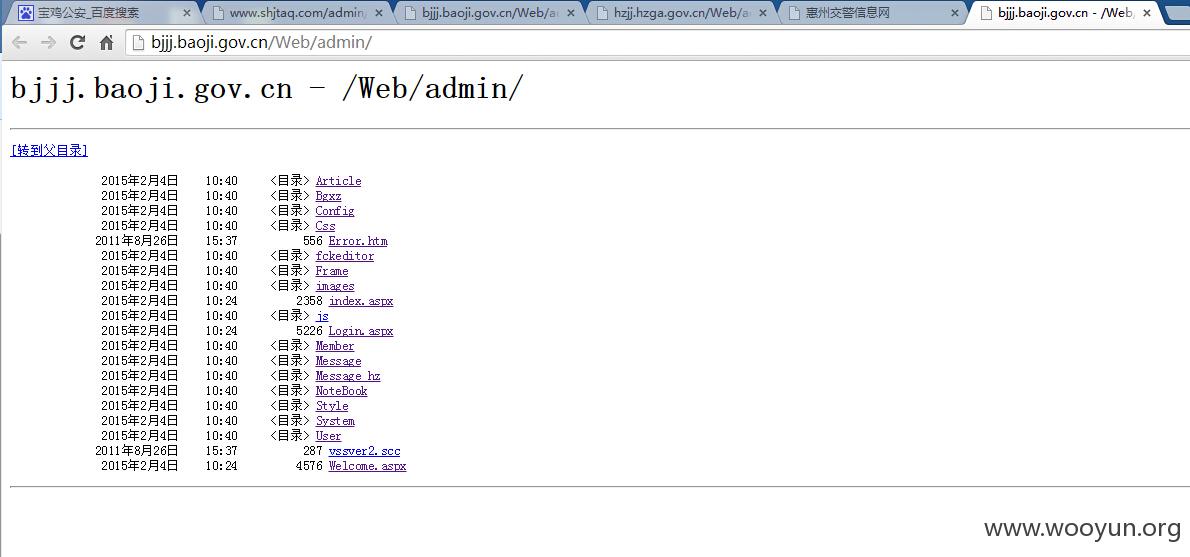 宝鸡公安_百度搜索 × www.shjtaq.com/admin/ × bjjj.baoji.gov.cn/Web/a × hzjj.hzga.gov.cn/Web/a × 惠州交警信息网 × bjjj.baoji.gov.cn - /Web, ×
bjjj.baoji.gov.cn/Web/admin/
bjjj.baoji.gov.cn - /Web/admin/
[转到父目录]
2015年2月4日 10:40 <目录> Article
2015年2月4日 10:40 <目录> Bgxz
2015年2月4日 10:40 <目录> Config
2015年2月4日 10:40 <目录> Css
2011年8月26日 15:37 556 Error.htm
2015年2月4日 10:40 <目录> fckeditor
2015年2月4日 10:40 <目录> Frame
2015年2月4日 10:40 <目录> images
2015年2月4日 10:24 2358 index.aspx
2015年2月4日 10:40 <目录> js
2015年2月4日 10:24 5226 Login.aspx
2015年2月4日 10:40 <目录> Member
2015年2月4日 10:40 <目录> Message
2015年2月4日 10:40 <目录> Message_hz
2015年2月4日 10:40 <目录> NoteBook
2015年2月4日 10:40 <目录> Style
2015年2月4日 10:40 <目录> System
2015年2月4日 10:40 <目录> User
2011年8月26日 15:37 287 vssver2.scc
2015年2月4日 10:24 4576 Welcome.aspx
www.wooyun.org